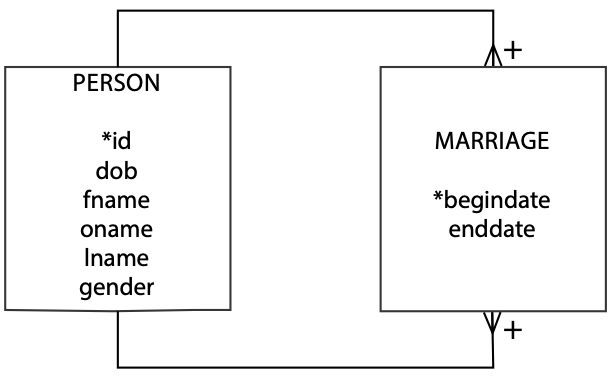 PERSON
*id
dob
fname
oname
lname
gender
+
MARRIAGE
*begindate
enddate
+